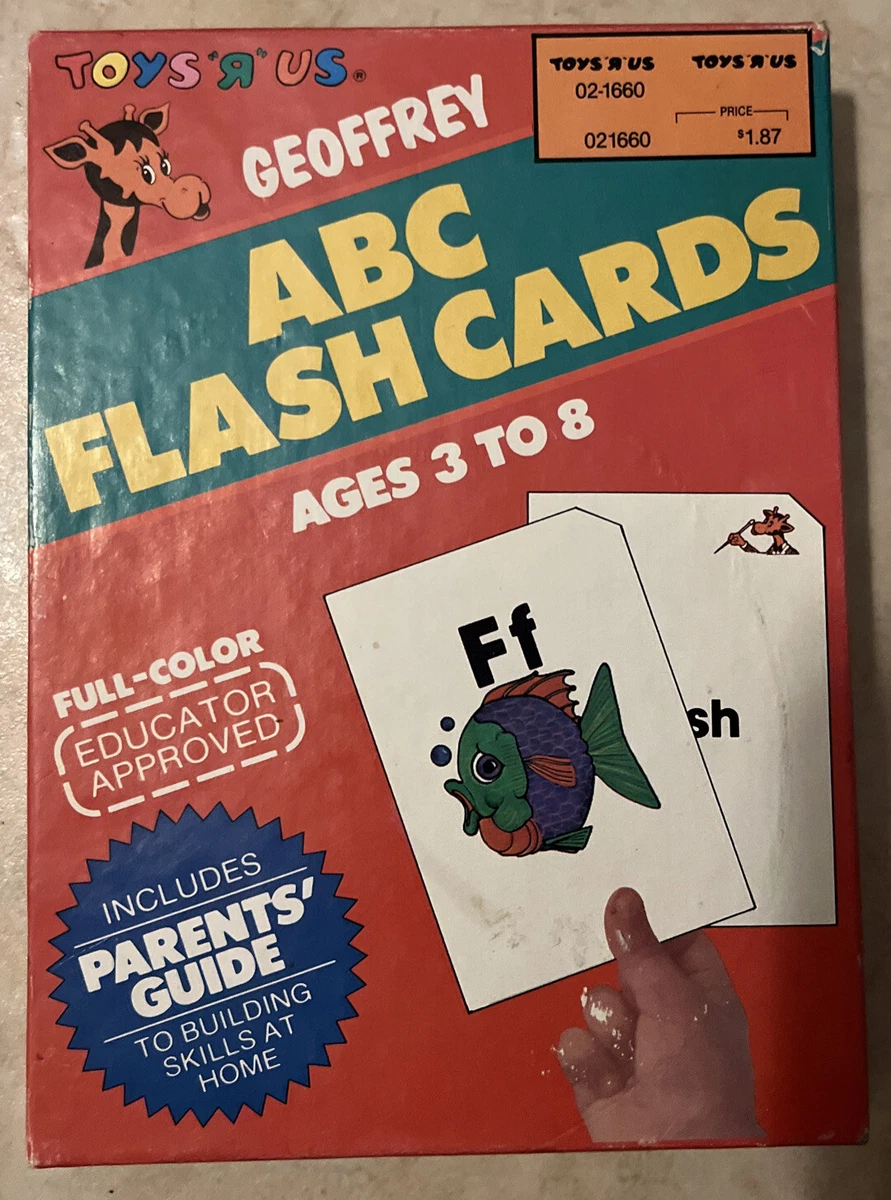 TOYS "Я" US®
GEOFFREY
TOYS Я US TOYS Я US
02-1660
PRICE
021660 $1.87
ABC
FLASH CARDS
AGES 3 TO 8
Ff
sh
FULL-COLOR
EDUCATOR
APPROVED
INCLUDES
PARENTS'
GUIDE
TO BUILDING
SKILLS AT
HOME